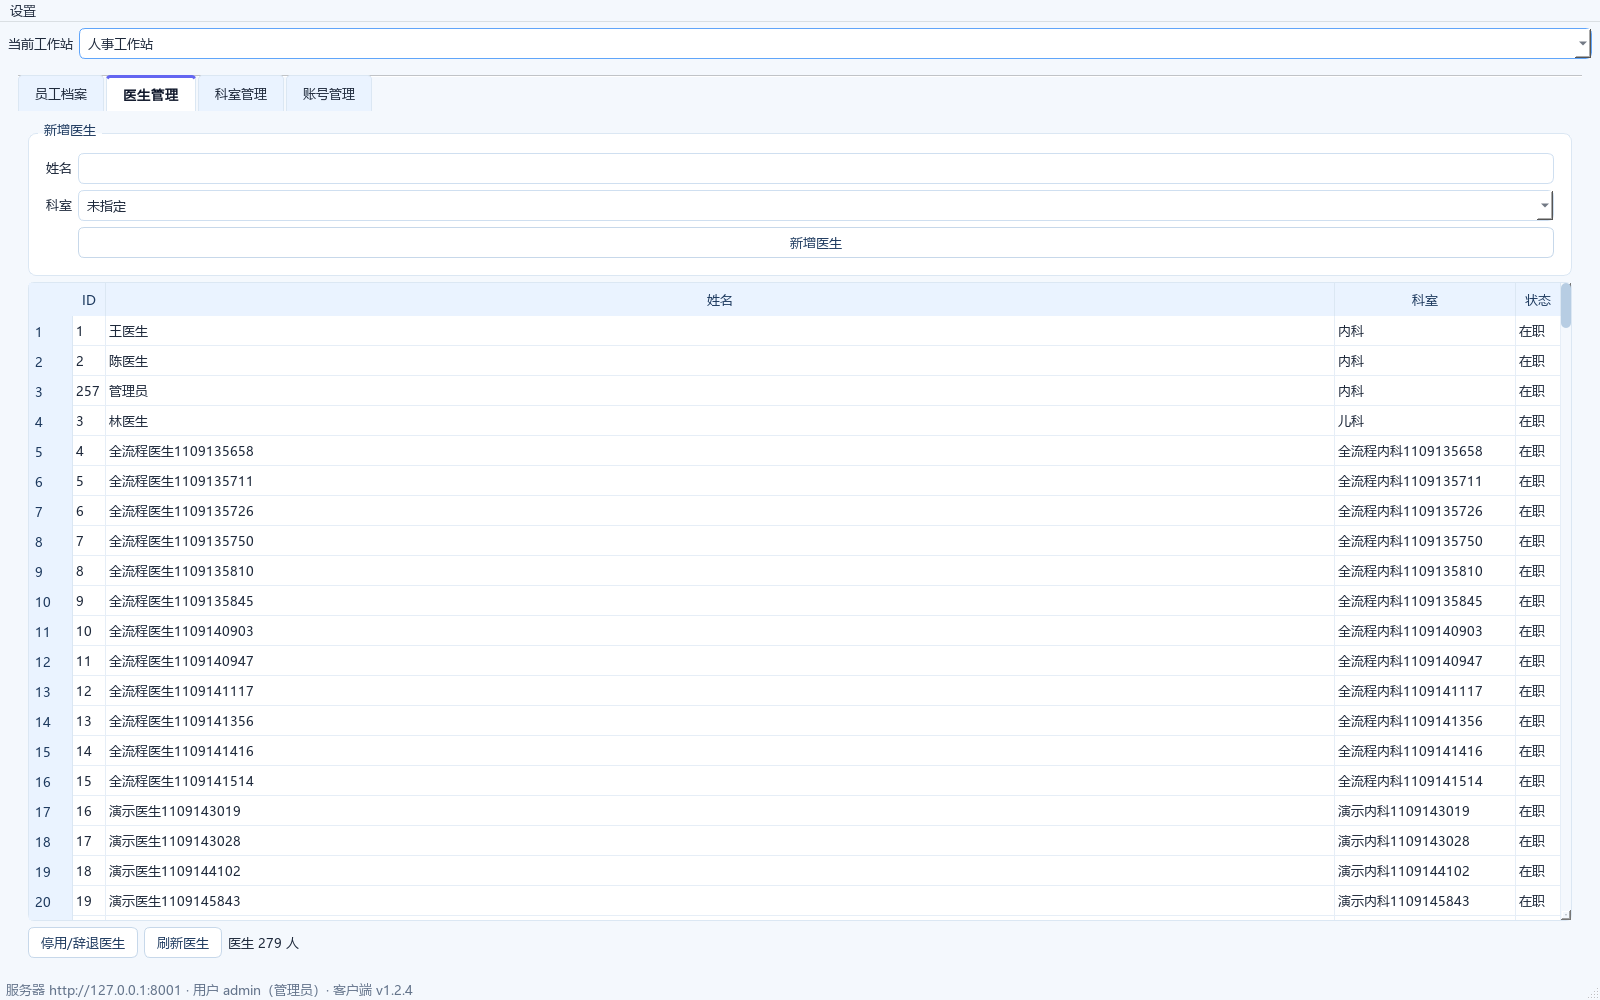 设置
当前工作站 人事工作站
员工档案 医生管理 科室管理 账号管理
新增医生
姓名
科室 未指定
新增医生
ID 姓名 科室 状态
1 1 王医生 内科 在职
2 2 陈医生 内科 在职
3 257 管理员 内科 在职
4 3 林医生 儿科 在职
5 4 全流程医生1109135658 全流程内科1109135658 在职
6 5 全流程医生1109135711 全流程内科1109135711 在职
7 6 全流程医生1109135726 全流程内科1109135726 在职
8 7 全流程医生1109135750 全流程内科1109135750 在职
9 8 全流程医生1109135810 全流程内科1109135810 在职
10 9 全流程医生1109135845 全流程内科1109135845 在职
11 10 全流程医生1109140903 全流程内科1109140903 在职
12 11 全流程医生1109140947 全流程内科1109140947 在职
13 12 全流程医生1109141117 全流程内科1109141117 在职
14 13 全流程医生1109141356 全流程内科1109141356 在职
15 14 全流程医生1109141416 全流程内科1109141416 在职
16 15 全流程医生1109141514 全流程内科1109141514 在职
17 16 演示医生1109143019 演示内科1109143019 在职
18 17 演示医生1109143028 演示内科1109143028 在职
19 18 演示医生1109144102 演示内科1109144102 在职
20 19 演示医生1109145843 演示内科1109145843 在职
停用/辞退医生 刷新医生 医生 279 人
服务器 http://127.0.0.1:8001 · 用户 admin（管理员）· 客户端 v1.2.4